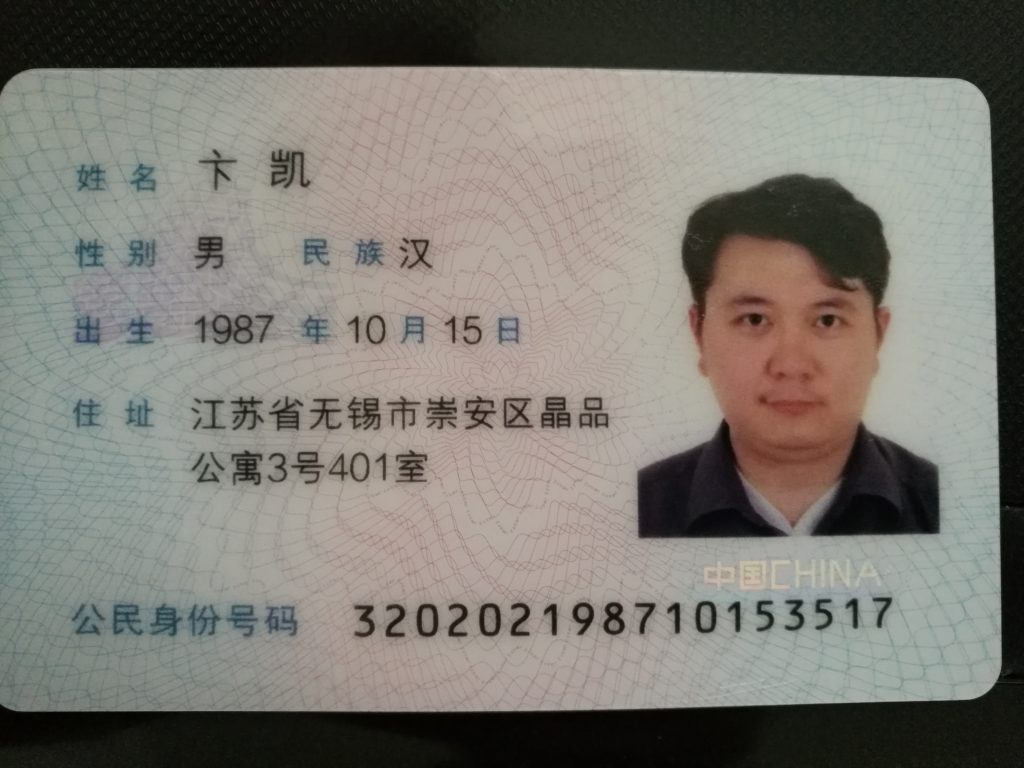 姓名 卞凯
性别 男 民族 汉
出生 1987 年 10 月 15 日
住址 江苏省无锡市崇安区晶品
公寓3号401室
中国CHINA
公民身份号码 320202198710153517